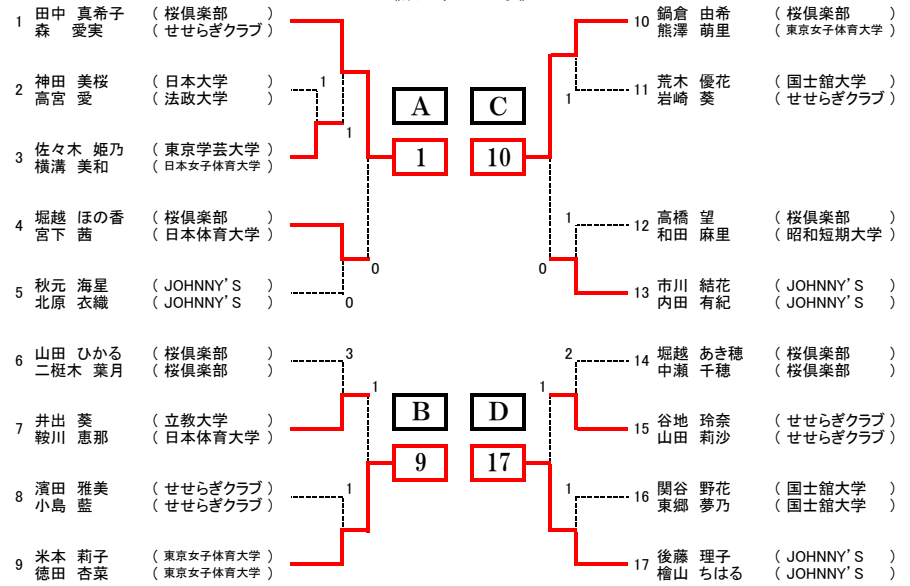 1 田中 真希子 ( 桜倶楽部 )
森 愛実 ( せせらぎクラブ )
2 神田 美桜 ( 日本大学 )
高宮 愛 ( 法政大学 )
1
3 佐々木 姫乃 ( 東京学芸大学 )
横溝 美和 ( 日本女子体育大学 )
1
4 堀越 ほの香 ( 桜倶楽部 )
宮下 茜 ( 日本体育大学 )
0
5 秋元 海星 ( JOHNNY'S )
北原 衣織 ( JOHNNY'S )
0
A
1
6 山田 ひかる ( 桜倶楽部 )
二梃木 葉月 ( 桜倶楽部 )
3
7 井出 葵 ( 立教大学 )
鞍川 恵那 ( 日本体育大学 )
1
8 濱田 雅美 ( せせらぎクラブ )
小島 藍 ( せせらぎクラブ )
1
9 米本 莉子 ( 東京女子体育大学 )
徳田 杏菜 ( 東京女子体育大学 )
B
9
C
10
10 鍋倉 由希 ( 桜倶楽部 )
熊澤 萌里 ( 東京女子体育大学 )
1
11 荒木 優花 ( 国士舘大学 )
岩崎 葵 ( せせらぎクラブ )
1
12 高橋 望 ( 桜倶楽部 )
和田 麻里 ( 昭和短期大学 )
0
13 市川 結花 ( JOHNNY'S )
内田 有紀 ( JOHNNY'S )
D
17
2
14 堀越 あき穂 ( 桜倶楽部 )
中瀬 千穂 ( 桜倶楽部 )
1
15 谷地 玲奈 ( せせらぎクラブ )
山田 莉沙 ( せせらぎクラブ )
1
16 関谷 野花 ( 国士舘大学 )
東郷 夢乃 ( 国士舘大学 )
17 後藤 理子 ( JOHNNY'S )
檜山 ちはる ( JOHNNY'S )